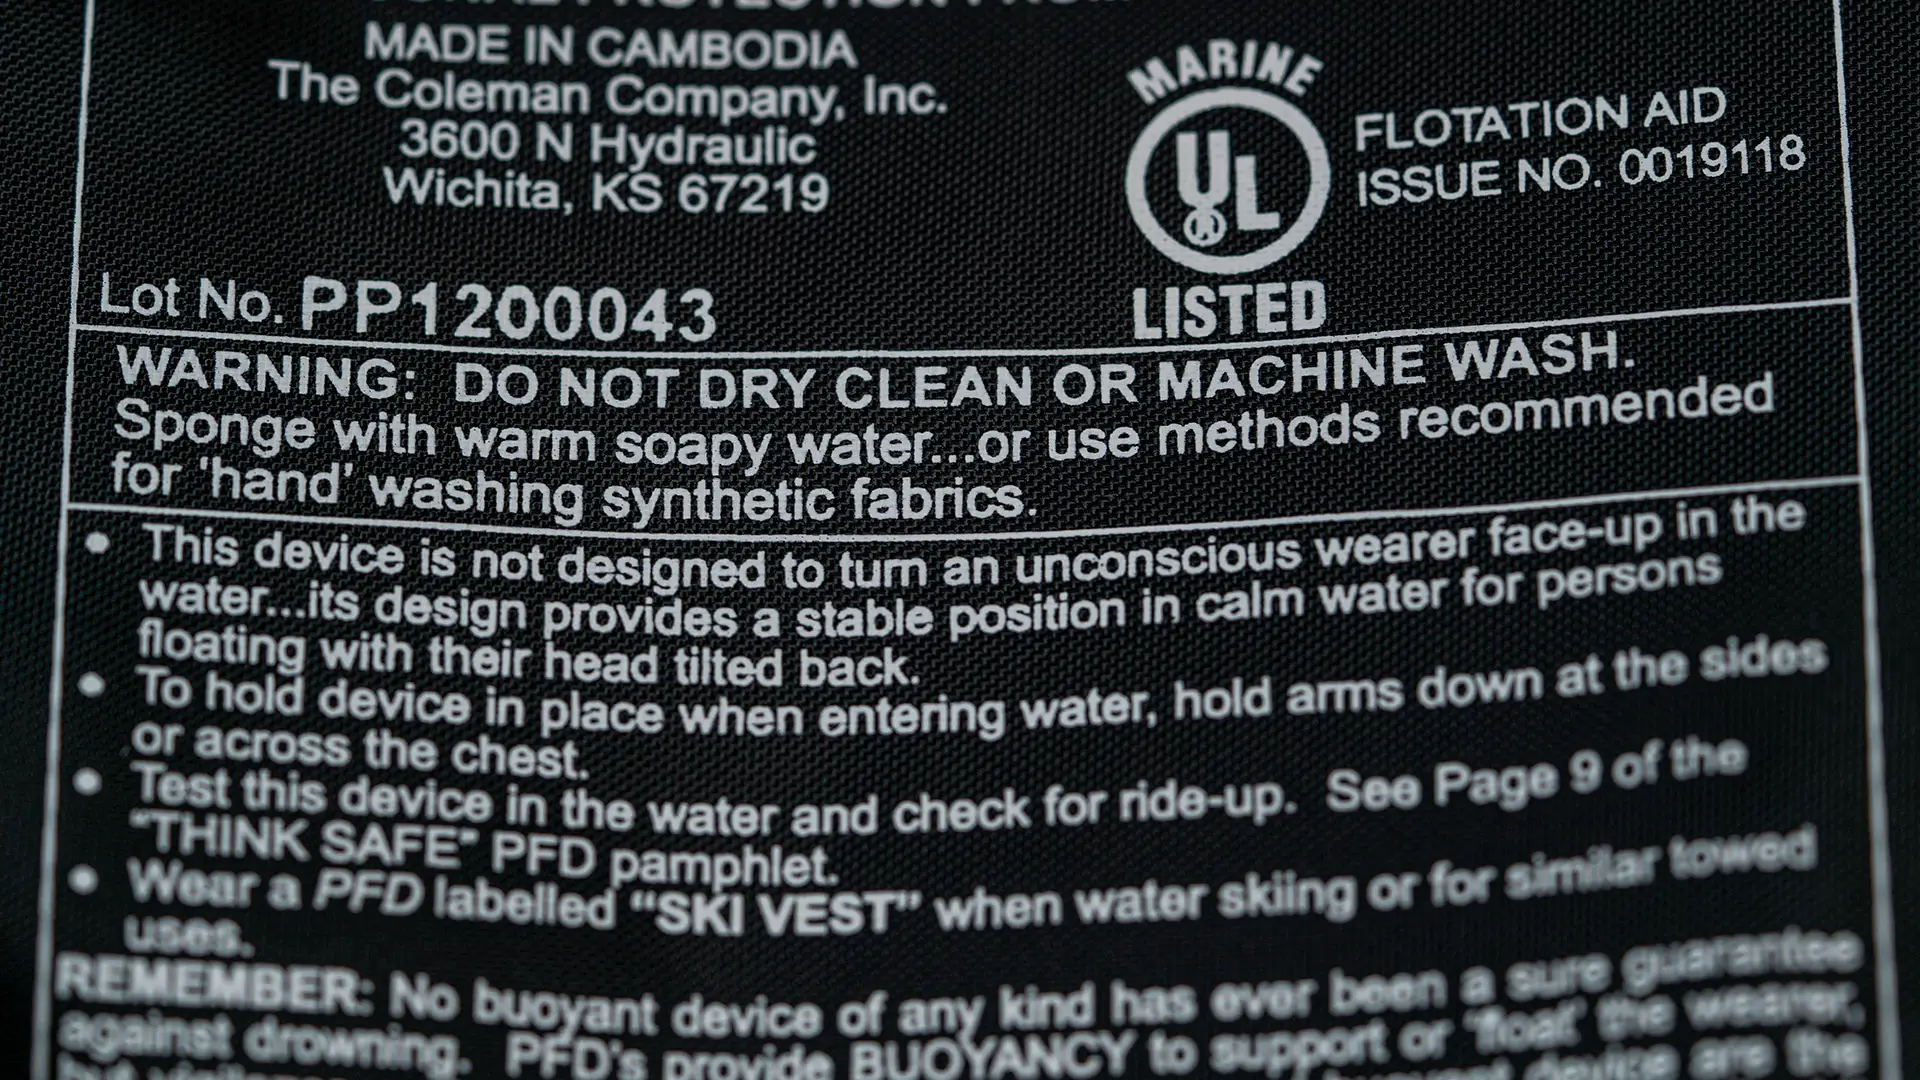 MADE IN CAMBODIA
The Coleman Company, Inc.
3600 N Hydraulic
Wichita, KS 67219
MARINE
UL
LISTED
FLOTATION AID
ISSUE NO. 0019118
Lot No. PP1200043
WARNING: DO NOT DRY CLEAN OR MACHINE WASH.
Sponge with warm soapy water...or use methods recommended
for 'hand' washing synthetic fabrics.
• This device is not designed to turn an unconscious wearer face-up in the
water...its design provides a stable position in calm water for persons
floating with their head tilted back.
• To hold device in place when entering water, hold arms down at the sides
or across the chest.
• Test this device in the water and check for ride-up. See Page 9 of the
"THINK SAFE" PFD pamphlet.
• Wear a PFD labelled "SKI VEST" when water skiing or for similar towed
uses.
REMEMBER: No buoyant device of any kind has ever been a sure guarantee
against drowning. PFD's provide BUOYANCY to support or 'float' the wearer,
device are the